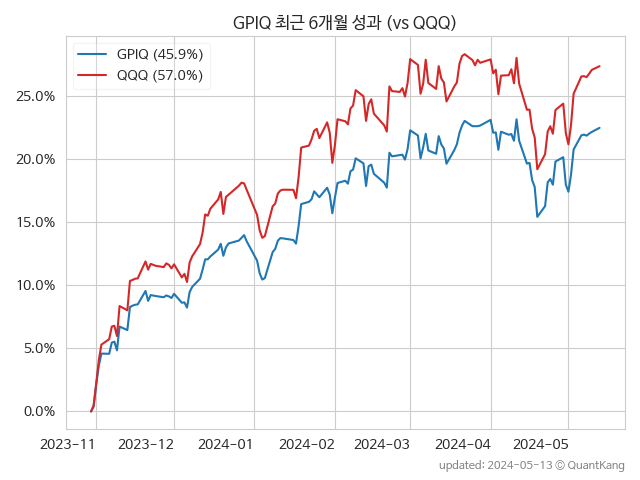 GPIQ 최근 6개월 성과 (vs QQQ)
GPIQ (45.9%)
QQQ (57.0%)
25.0%
20.0%
15.0%
10.0%
5.0%
0.0%
2023−11 2023−12 2024−01 2024−02 2024−03 2024−04 2024−05
updated: 2024−05−13 © QuantKang